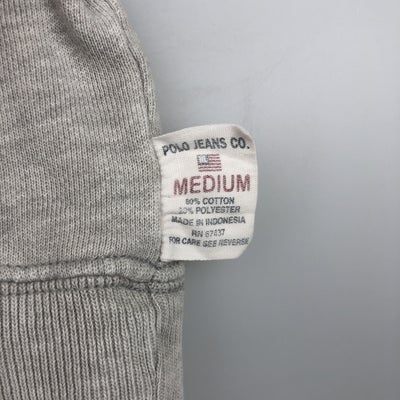 POLO JEANS CO.
MEDIUM
80% COTTON
20% POLYESTER
MADE IN INDONESIA
RN 67437
FOR CARE SEE REVERSE